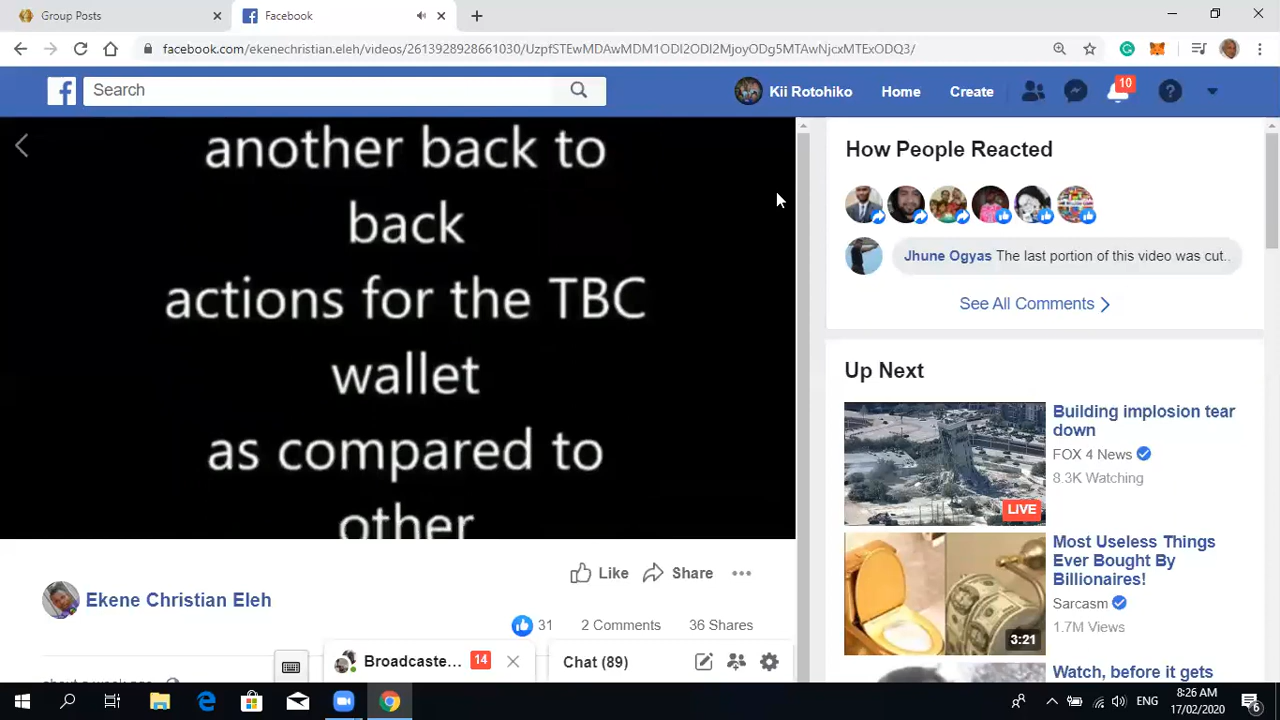 Group Posts
Facebook
facebook.com/ekenechristian.eleh/videos/2613928928661030/UzpfSTEwMDAwMDM1ODI2ODI2MjoyODg5MTAwNjcxMTExODQ3/
Search
Kii Rotohiko
Home
Create
10
another back to
back
actions for the TBC
wallet
as compared to
other
How People Reacted
Jhune Ogyas The last portion of this video was cut..
See All Comments
Up Next
Building implosion tear
down
FOX 4 News
8.3K Watching
LIVE
Most Useless Things
Ever Bought By
Billionaires!
Sarcasm
1.7M Views
3:21
Watch, before it gets
Like
Share
Ekene Christian Eleh
31
2 Comments
36 Shares
about a week ago
Broadcaste...
14
Chat (89)
ENG
8:26 AM
17/02/2020
6